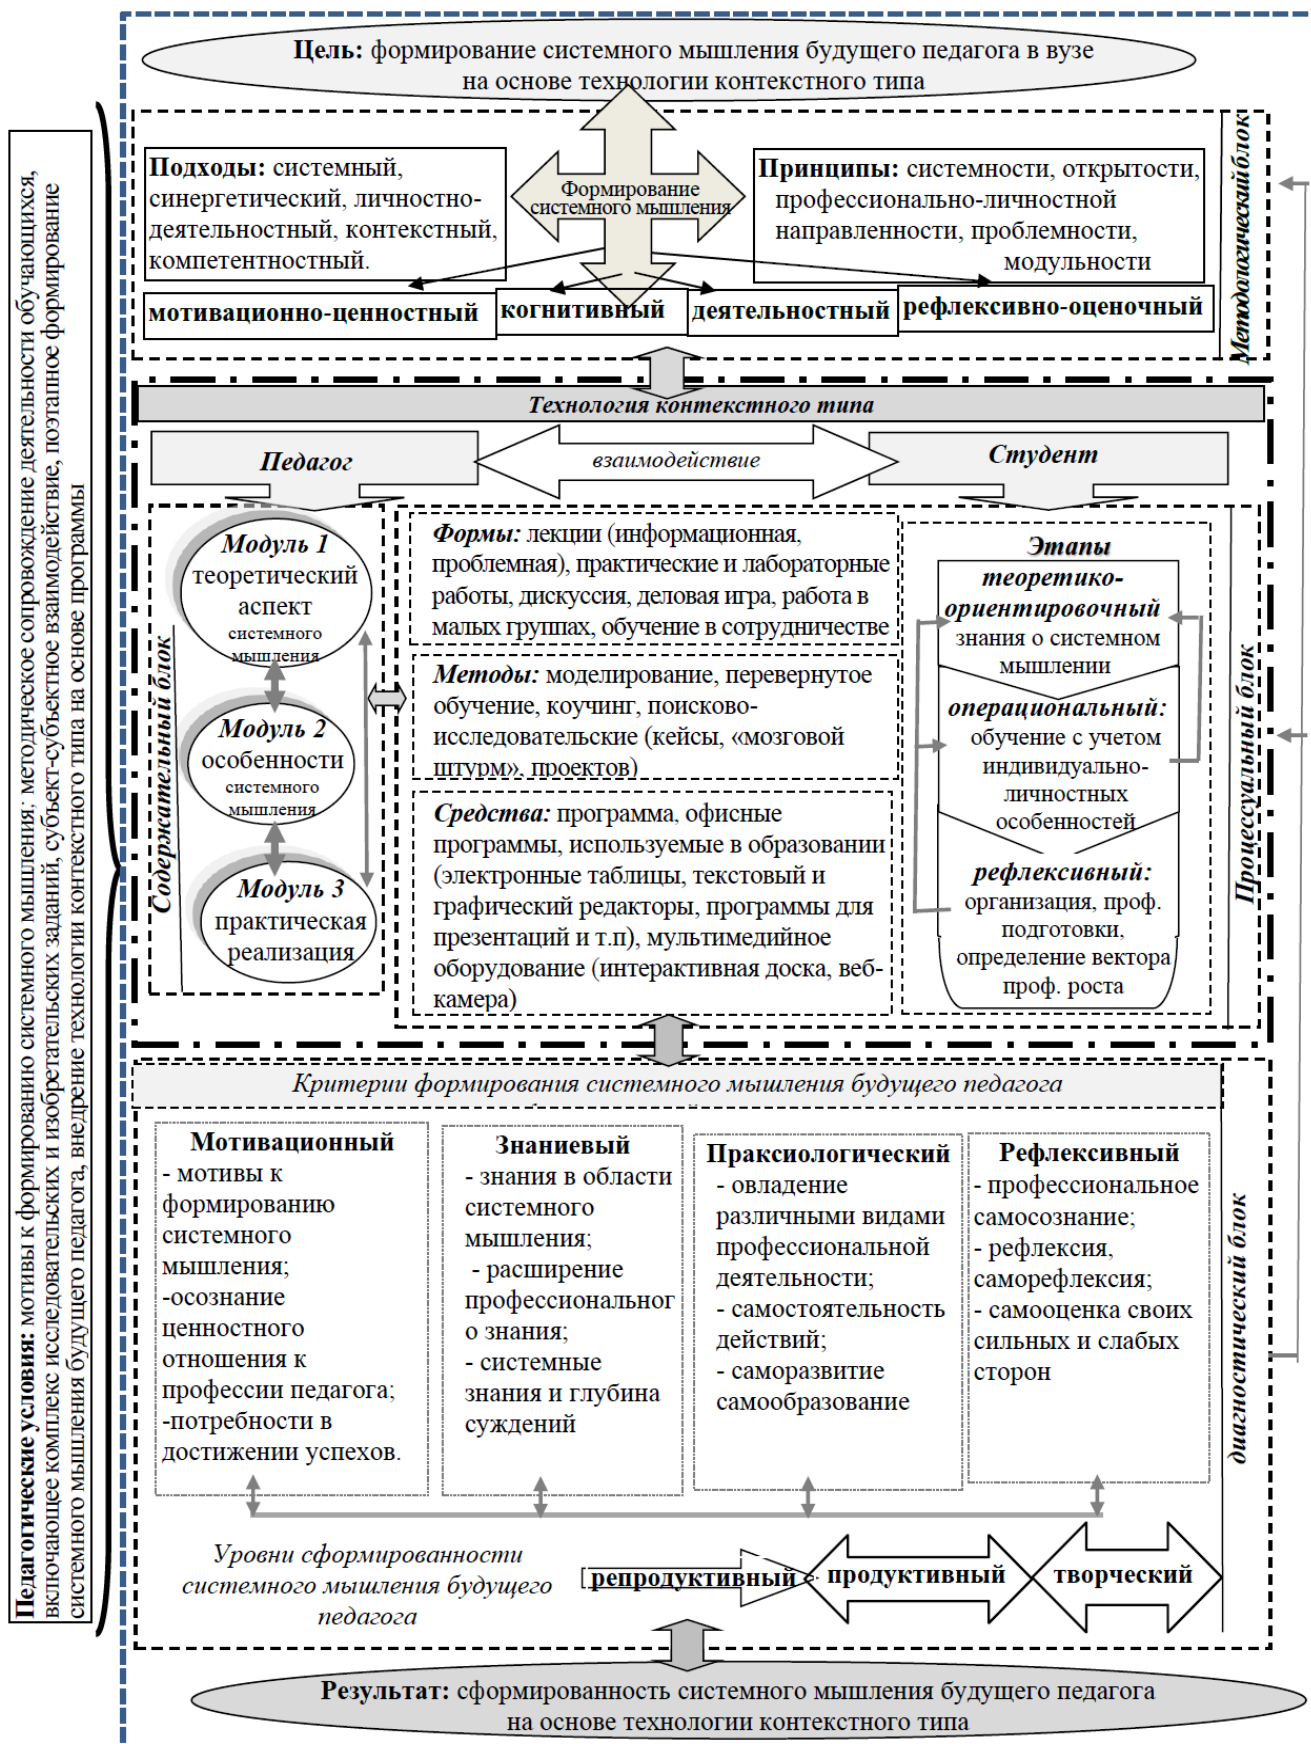 Цель: формирование системного мышления будущего педагога в вузе
на основе технологии контекстного типа
Педагогические условия: мотивы к формированию системного мышления; методическое сопровождение деятельности обучающихся,
включающее комплекс исследовательских и изобретательских заданий, субъект-субъектное взаимодействие, поэтапное формирование
системного мышления будущего педагога, внедрение технологии контекстного типа на основе программы
Методологический блок
Подходы: системный,
синергетический, личностно-
деятельностный, контекстный,
компетентностный.
Формирование
системного мышления
Принципы: системности, открытости,
профессионально-личностной
направленности, проблемности,
модульности
мотивационно-ценностный
когнитивный
деятельностный
рефлексивно-оценочный
Технология контекстного типа
Педагог
взаимодействие
Студент
Содержательный блок
Модуль 1
теоретический
аспект
системного
мышления
Модуль 2
особенности
системного
мышления
Модуль 3
практическая
реализация
Формы: лекции (информационная,
проблемная), практические и лабораторные
работы, дискуссия, деловая игра, работа в
малых группах, обучение в сотрудничестве
Методы: моделирование, перевернутое
обучение, коучинг, поисково-
исследовательские (кейсы, «мозговой
штурм», проектов)
Средства: программа, офисные
программы, используемые в образовании
(электронные таблицы, текстовый и
графический редакторы, программы для
презентаций и т.п), мультимедийное
оборудование (интерактивная доска, веб-
камера)
Этапы
теоретико-
ориентировочный
знания о системном
мышлении
операциональный:
обучение с учетом
индивидуально-
личностных
особенностей
рефлексивный:
организация, проф.
подготовки,
определение вектора
проф. роста
Процессуальный блок
Критерии формирования системного мышления будущего педагога
Мотивационный
- мотивы к
формированию
системного
мышления;
-осознание
ценностного
отношения к
профессии педагога;
-потребности в
достижении успехов.
Знаниевый
- знания в области
системного
мышления;
- расширение
профессиональног
о знания;
- системные
знания и глубина
суждений
Праксиологический
- овладение
различными видами
профессиональной
деятельности;
- самостоятельность
действий;
- саморазвитие
самообразование
Рефлексивный
- профессиональное
самосознание;
- рефлексия,
саморефлексия;
- самооценка своих
сильных и слабых
сторон
диагностический блок
Уровни сформированности
системного мышления будущего
педагога
репродуктивный
продуктивный
творческий
Результат: сформированность системного мышления будущего педагога
на основе технологии контекстного типа